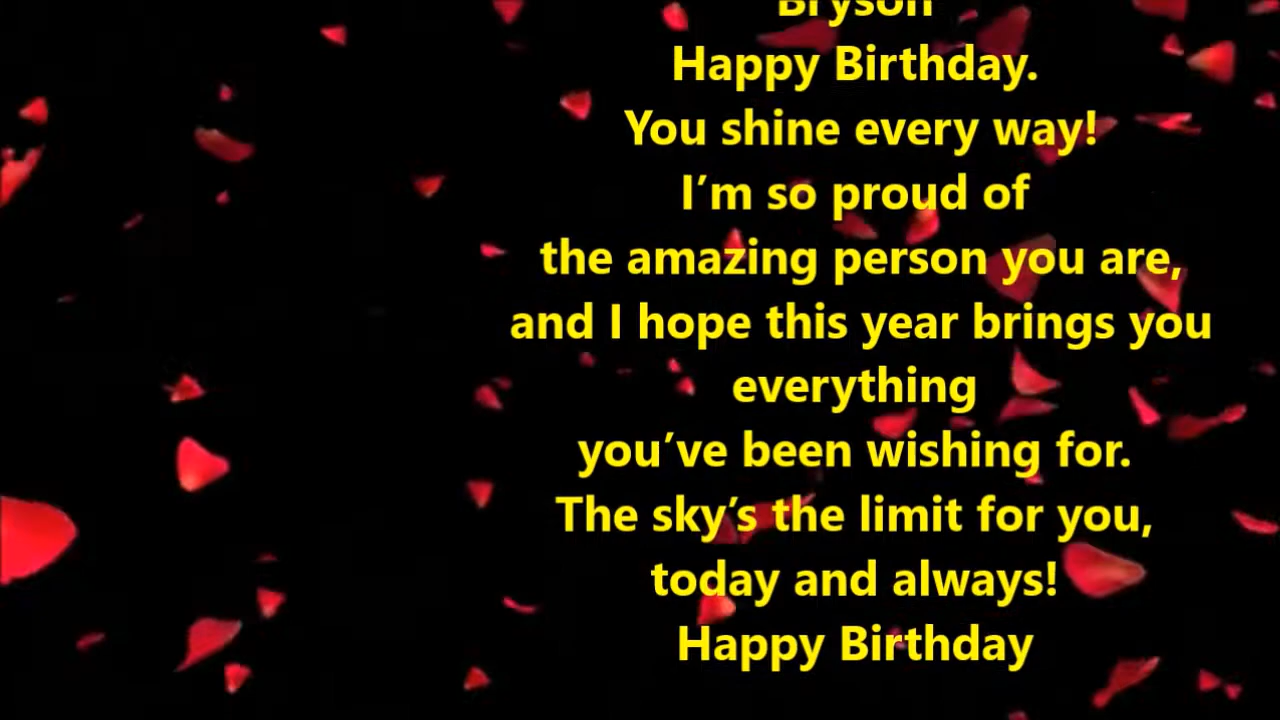 Bryson
Happy Birthday.
You shine every way!
I’m so proud of
the amazing person you are,
and I hope this year brings you
everything
you’ve been wishing for.
The sky’s the limit for you,
today and always!
Happy Birthday